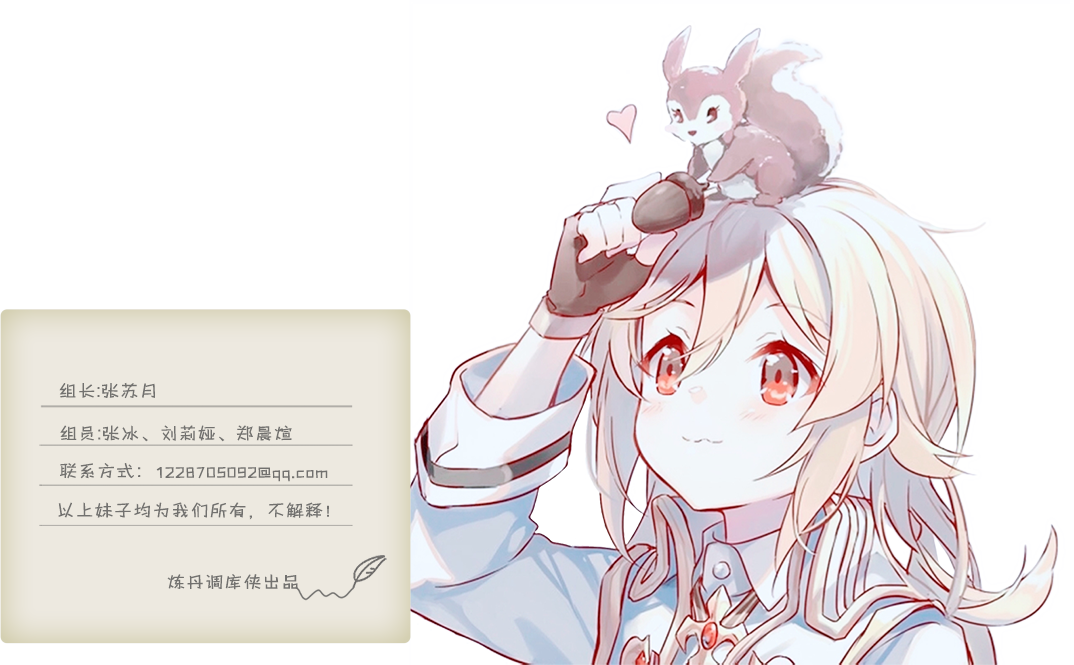 组长:张苏月
组员:张冰、刘莉娅、郑晨煊
联系方式：1228705092@qq.com
以上妹子均为我们所有，不解释!
炼丹调库侠出品